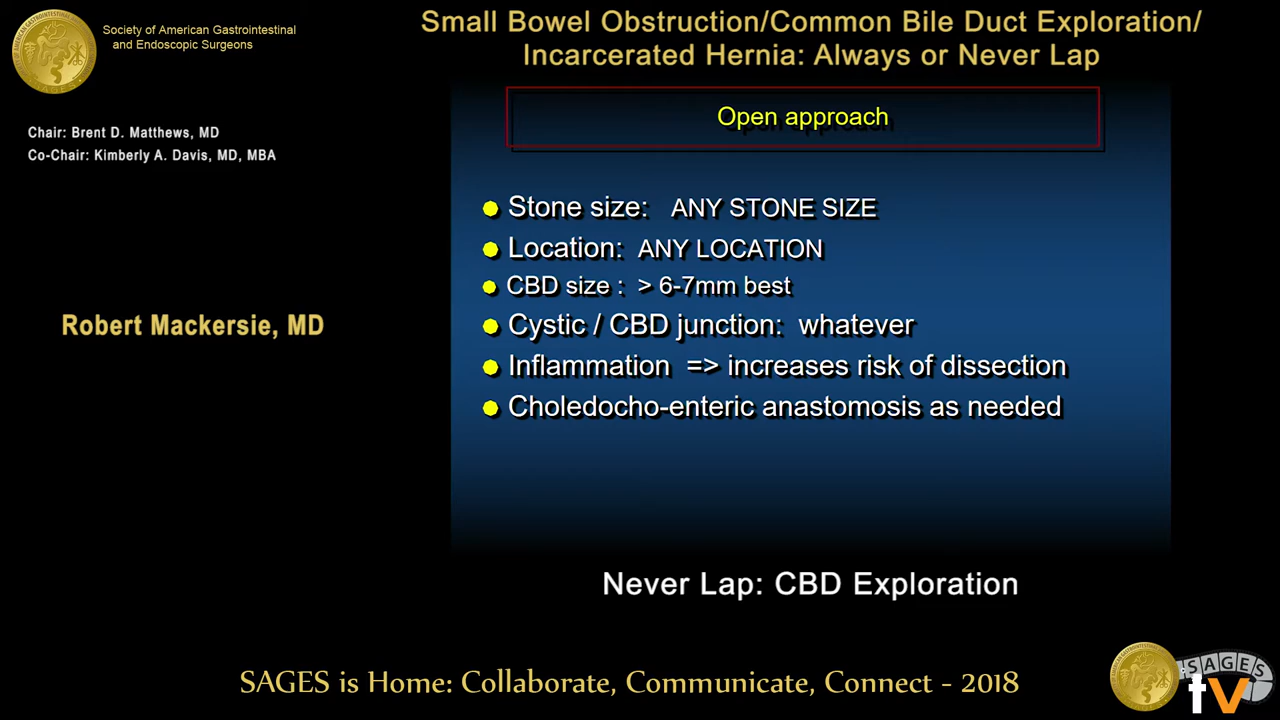 Society of American Gastrointestinal
and Endoscopic Surgeons
Small Bowel Obstruction/Common Bile Duct Exploration/
Incarcerated Hernia: Always or Never Lap
Chair: Brent D. Matthews, MD
Co-Chair: Kimberly A. Davis, MD, MBA
Robert Mackersie, MD
Open approach
Stone size: ANY STONE SIZE
Location: ANY LOCATION
CBD size : > 6-7mm best
Cystic / CBD junction: whatever
Inflammation => increases risk of dissection
Choledocho-enteric anastomosis as needed
Never Lap: CBD Exploration
SAGES is Home: Collaborate, Communicate, Connect - 2018
SAGES
tv